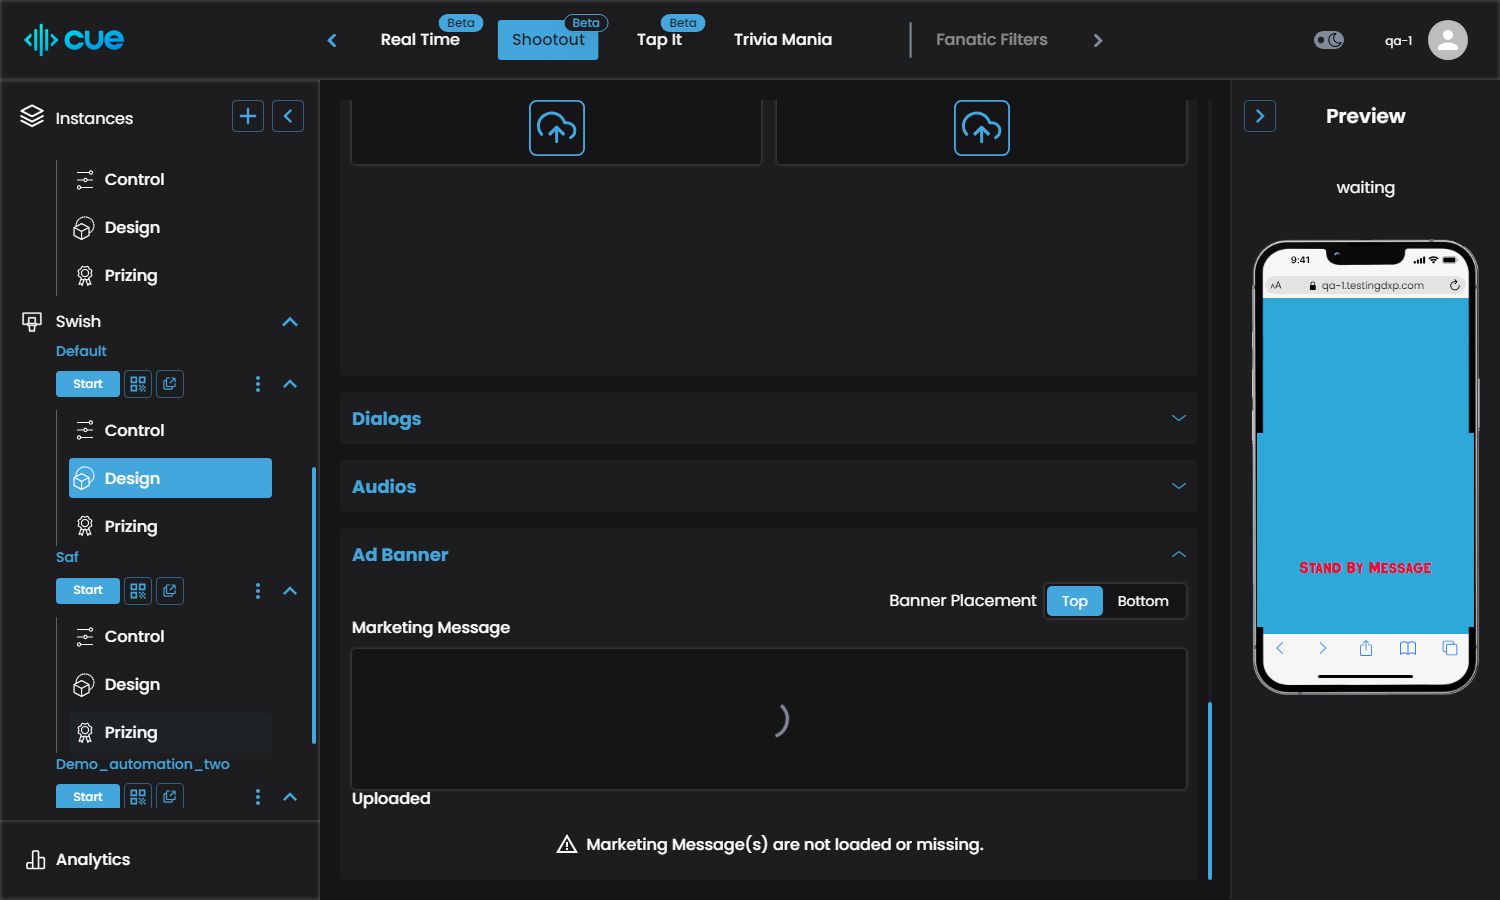 cue
Real Time
Beta
Shootout
Beta
Tap It
Beta
Trivia Mania
Fanatic Filters
qa-1
Instances
Control
Design
Prizing
Swish
Default
Start
Control
Design
Prizing
Saf
Start
Control
Design
Prizing
Demo_automation_two
Start
Analytics
Dialogs
Audios
Ad Banner
Banner Placement
Top
Bottom
Marketing Message
Uploaded
Marketing Message(s) are not loaded or missing.
Preview
waiting
9:41
AA
qa-1.testingdxp.com
Stand By Message